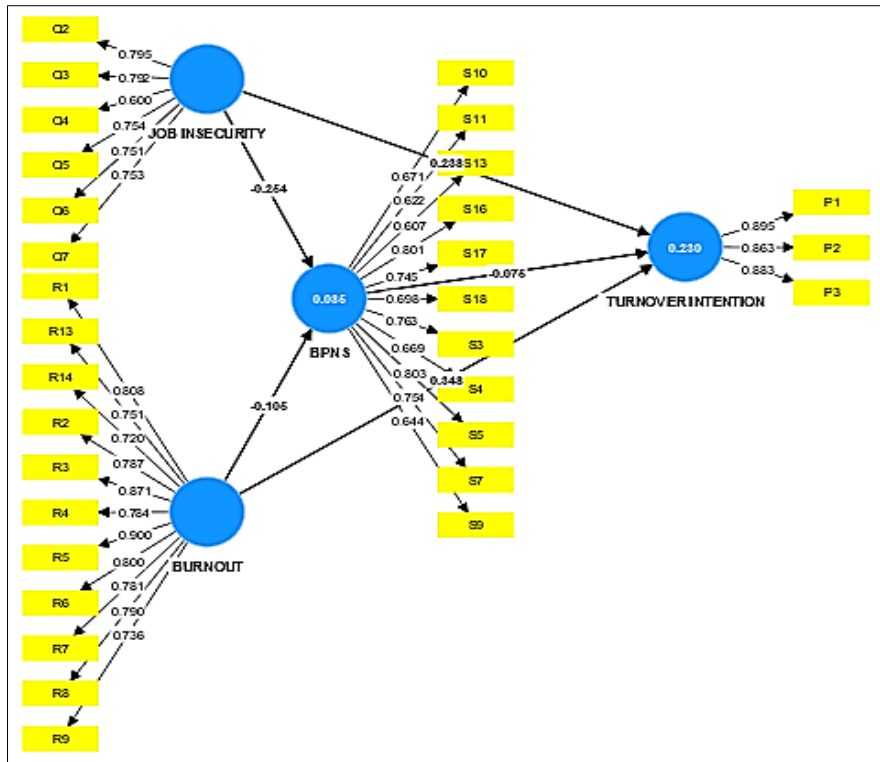 Q2
Q3
Q4
Q5
Q6
Q7
0.795
0.792
0.600
0.754
0.751
0.753
JOB INSECURITY
R1
R13
R14
R2
R3
R4
R5
R6
R7
R8
R9
0.808
0.751
0.720
0.787
0.871
0.784
0.900
0.800
0.781
0.790
0.736
BURNOUT
-0.254
-0.105
0.085
BPNS
0.671
0.622
0.607
0.801
0.745
0.698
0.763
0.669
0.803
0.754
0.644
S10
S11
S13
S16
S17
S18
S3
S4
S5
S7
S9
0.238
-0.075
0.348
0.230
TURNOVER INTENTION
0.895
0.863
0.883
P1
P2
P3